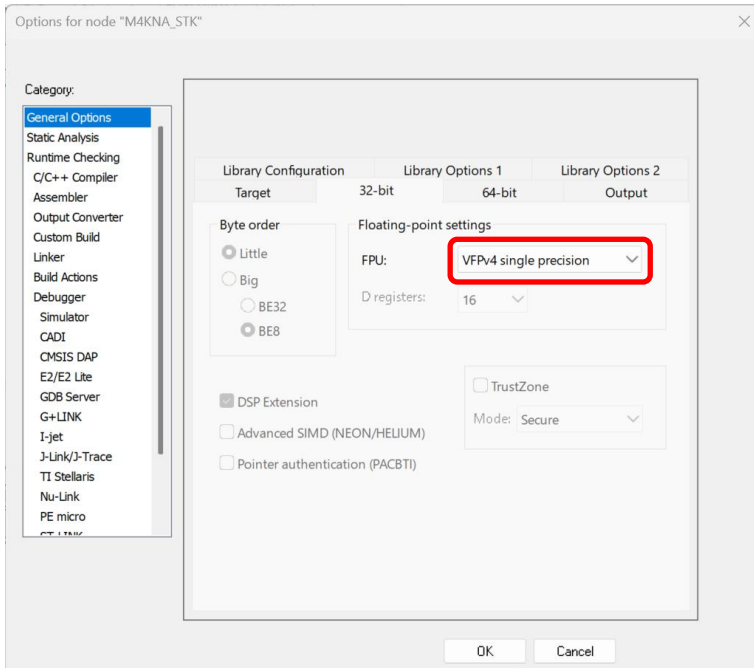 Options for node "M4KNA_STK"
Category:
General Options
Static Analysis
Runtime Checking
C/C++ Compiler
Assembler
Output Converter
Custom Build
Linker
Build Actions
Debugger
Simulator
CADI
CMSIS DAP
E2/E2 Lite
GDB Server
G+LINK
I-jet
J-Link/J-Trace
TI Stellaris
Nu-Link
PE micro
ST-LINK
Library Configuration Library Options 1 Library Options 2
Target 32-bit 64-bit Output
Byte order
Little
Big
BE32
BE8
Floating-point settings
FPU: VFPv4 single precision
D registers: 16
DSP Extension
Advanced SIMD (NEON/HELIUM)
Pointer authentication (PACBTI)
TrustZone
Mode: Secure
OK Cancel